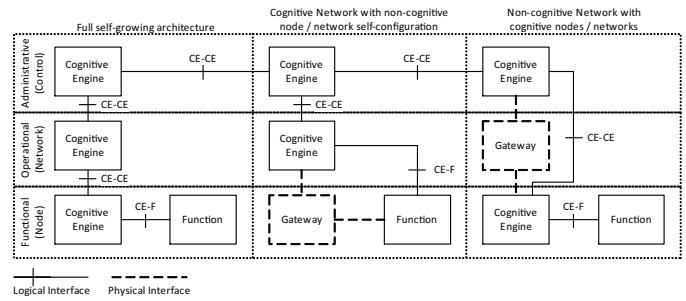 Full self-growing architecture
Cognitive Network with non-cognitive
node / network self-configuration
Non-cognitive Network with
cognitive nodes / networks
Administrative
(Control)
Cognitive
Engine
CE-CE
Cognitive
Engine
CE-CE
Cognitive
Engine
CE-CE
CE-CE
Operational
(Network)
Cognitive
Engine
Cognitive
Engine
Gateway
CE-CE
CE-CE
CE-F
Functional
(Node)
Cognitive
Engine
CE-F
Function
Gateway
Function
Cognitive
Engine
CE-F
Function
Logical Interface
Physical Interface